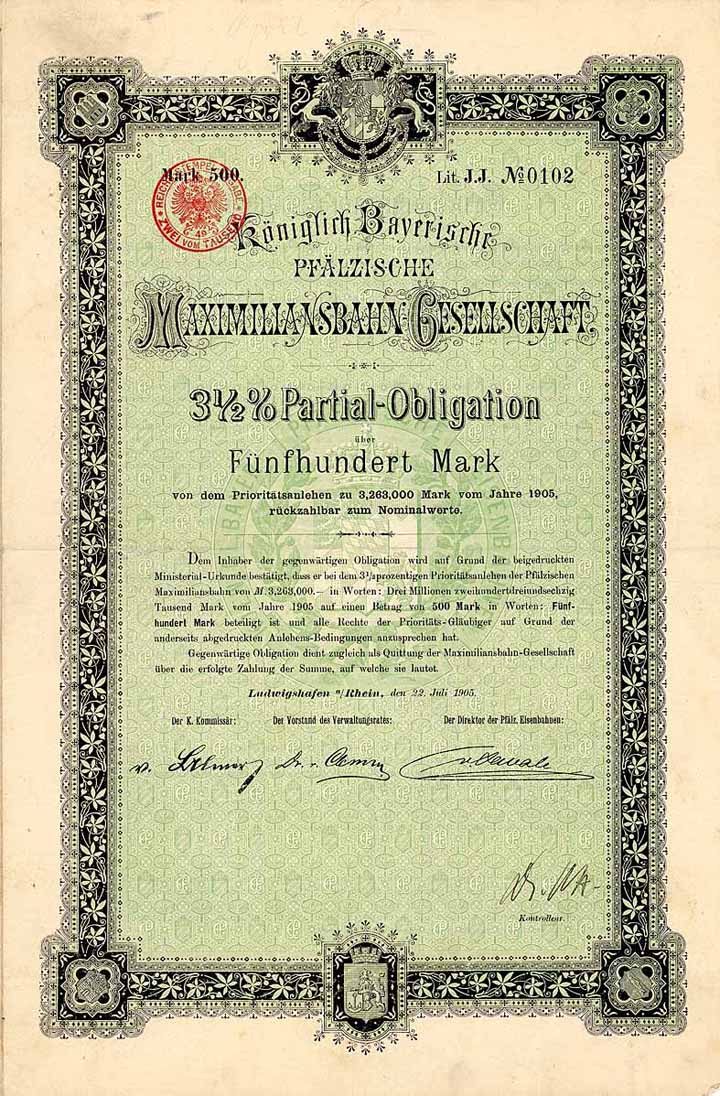 Mark 500.
Lit. J.J. №0102
REICHSSTEMPELABGABE
ZWEI VOM TAUSEND
Königlich Bayerische
PFÄLZISCHE
MAXIMILIANSBAHN GESELLSCHAFT.
3½% Partial-Obligation
über
Fünfhundert Mark
von dem Prioritätsanlehen zu 3,263,000 Mark vom Jahre 1905,
rückzahlbar zum Nominalwerte.
Dem Inhaber der gegenwärtigen Obligation wird auf Grund der beigedruckten
Ministerial-Urkunde bestätigt, dass er bei dem 3½prozentigen Prioritätsanlehen der Pfälzischen
Maximiliansbahn von M 3,263,000.— in Worten: Drei Millionen zweihundertdreiundsechzig
Tausend Mark vom Jahre 1905 auf einen Betrag von 500 Mark in Worten: Fünf-
hundert Mark beteiligt ist und alle Rechte der Prioritäts-Gläubiger auf Grund der
anderseits abgedruckten Anlehens-Bedingungen anzusprechen hat.
Gegenwärtige Obligation dient zugleich als Quittung der Maximiliansbahn-Gesellschaft
über die erfolgte Zahlung der Summe, auf welche sie lautet.
Ludwigshafen a/Rhein, den 22. Juli 1905.
Der K. Kommissär: Der Vorstand des Verwaltungsrates: Der Direktor der Pfälz. Eisenbahnen:
Kontrolleur.